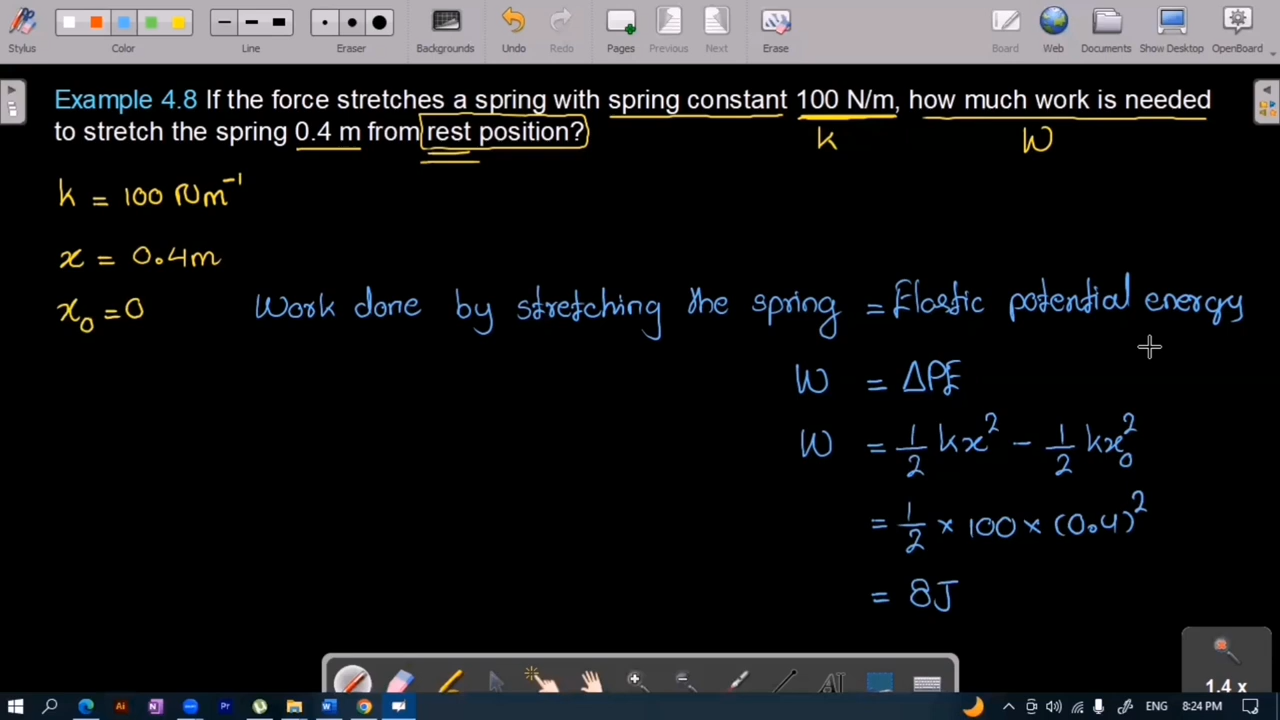 Stylus Color Line Eraser Backgrounds Undo Redo Pages Previous Next Erase Board Web Documents Show Desktop OpenBoard
Example 4.8 If the force stretches a spring with spring constant 100 N/m, how much work is needed
to stretch the spring 0.4 m from rest position?
k W
k = 100 Nm⁻¹
x = 0.4m
x₀ = 0
Work done by stretching the spring = Elastic potential energy
W = ΔPE
W = 1/2 kx² - 1/2 kx₀²
= 1/2 × 100 × (0.4)²
= 8J
1.4 x
ENG 8:24 PM